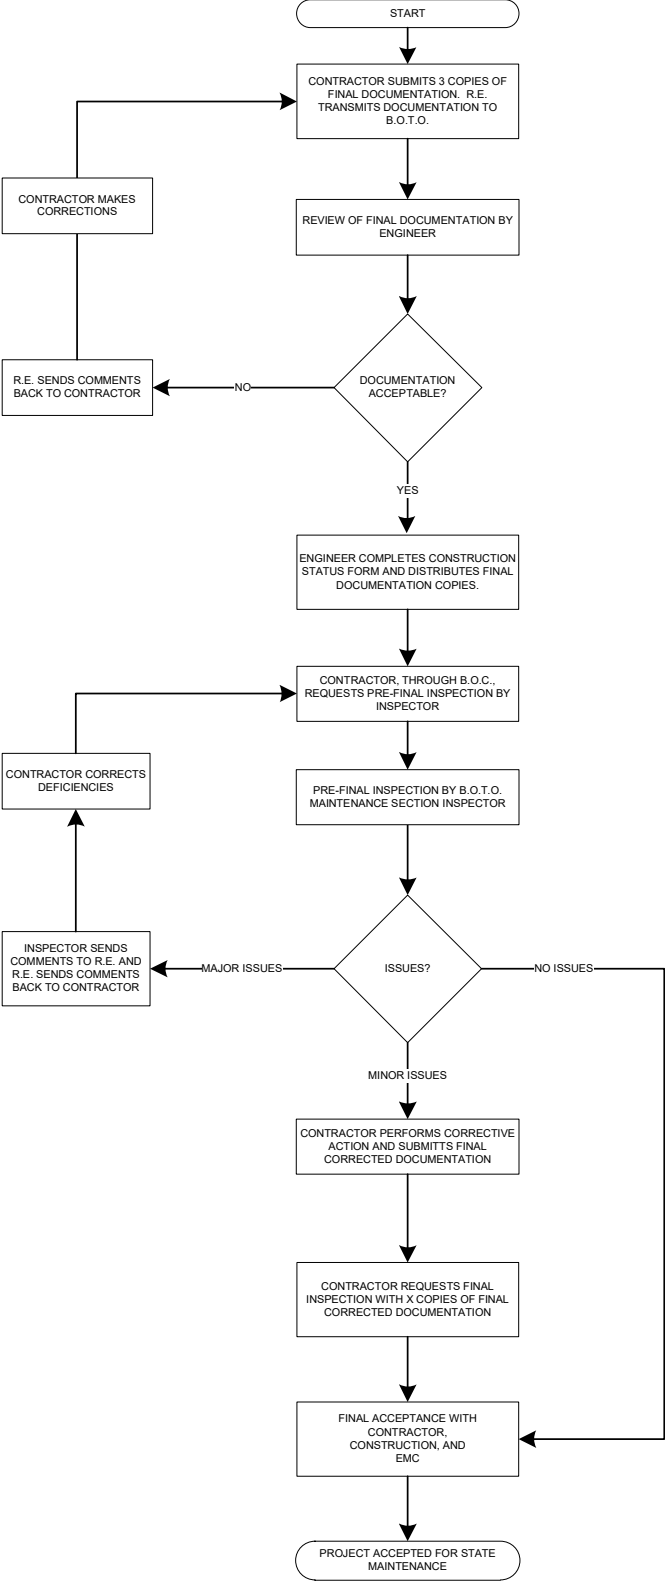 START
CONTRACTOR SUBMITS 3 COPIES OF
FINAL DOCUMENTATION. R.E.
TRANSMITS DOCUMENTATION TO
B.O.T.O.
CONTRACTOR MAKES
CORRECTIONS
REVIEW OF FINAL DOCUMENTATION BY
ENGINEER
R.E. SENDS COMMENTS
BACK TO CONTRACTOR
NO
DOCUMENTATION
ACCEPTABLE?
YES
ENGINEER COMPLETES CONSTRUCTION
STATUS FORM AND DISTRIBUTES FINAL
DOCUMENTATION COPIES.
CONTRACTOR, THROUGH B.O.C.,
REQUESTS PRE-FINAL INSPECTION BY
INSPECTOR
CONTRACTOR CORRECTS
DEFICIENCIES
PRE-FINAL INSPECTION BY B.O.T.O.
MAINTENANCE SECTION INSPECTOR
INSPECTOR SENDS
COMMENTS TO R.E. AND
R.E. SENDS COMMENTS
BACK TO CONTRACTOR
MAJOR ISSUES
ISSUES?
NO ISSUES
MINOR ISSUES
CONTRACTOR PERFORMS CORRECTIVE
ACTION AND SUBMITTS FINAL
CORRECTED DOCUMENTATION
CONTRACTOR REQUESTS FINAL
INSPECTION WITH X COPIES OF FINAL
CORRECTED DOCUMENTATION
FINAL ACCEPTANCE WITH
CONTRACTOR,
CONSTRUCTION, AND
EMC
PROJECT ACCEPTED FOR STATE
MAINTENANCE